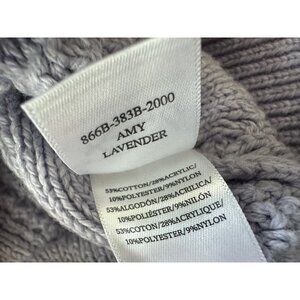 866B-383B-2000
AMY
LAVENDER
53%COTTON/28%ACRYLIC/
10%POLYESTER/9%NYLON
53%ALGODÓN/28%ACRILICA/
10%POLIÉSTER/9%NILÓN
53%COTON/28%ACRYLIQUE/
10%POLYESTER/9%NYLON